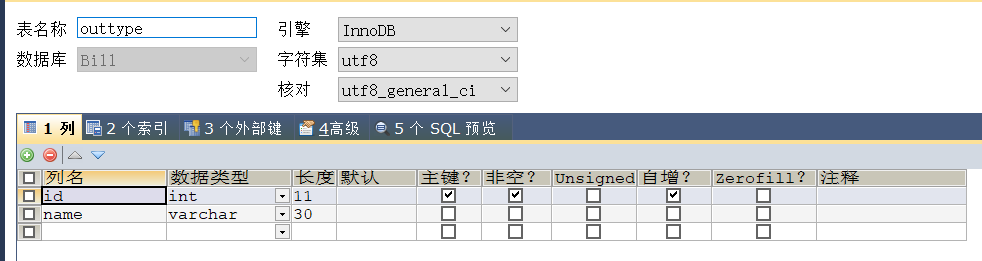 表名称 outtype 引擎 InnoDB
数据库 Bill 字符集 utf8
核对 utf8_general_ci
1 列 2 个索引 3 个外部键 4高级 5 个 SQL 预览
列名 数据类型 长度 默认 主键? 非空? Unsigned 自增? Zerofill? 注释
id int 11
name varchar 30